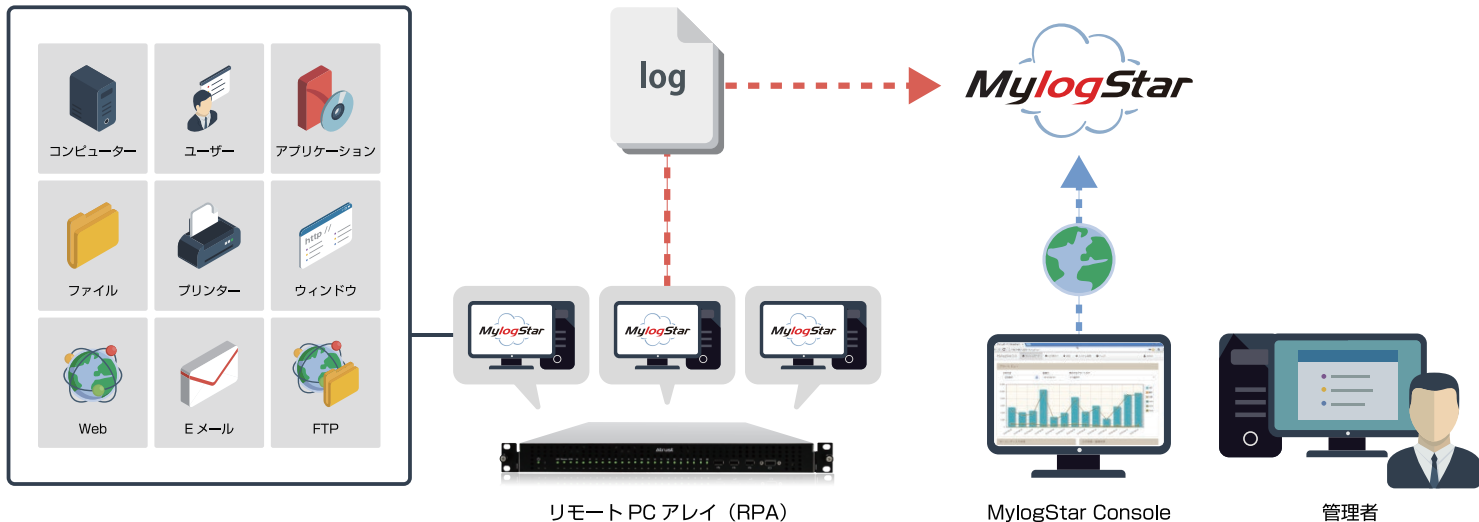 コンピューター
ユーザー
アプリケーション
ファイル
プリンター
http //
ウィンドウ
Web
Eメール
FTP
log
MylogStar
MylogStar
MylogStar
MylogStar
Atrust
リモート PC アレイ（RPA）
MylogStar Console
管理者